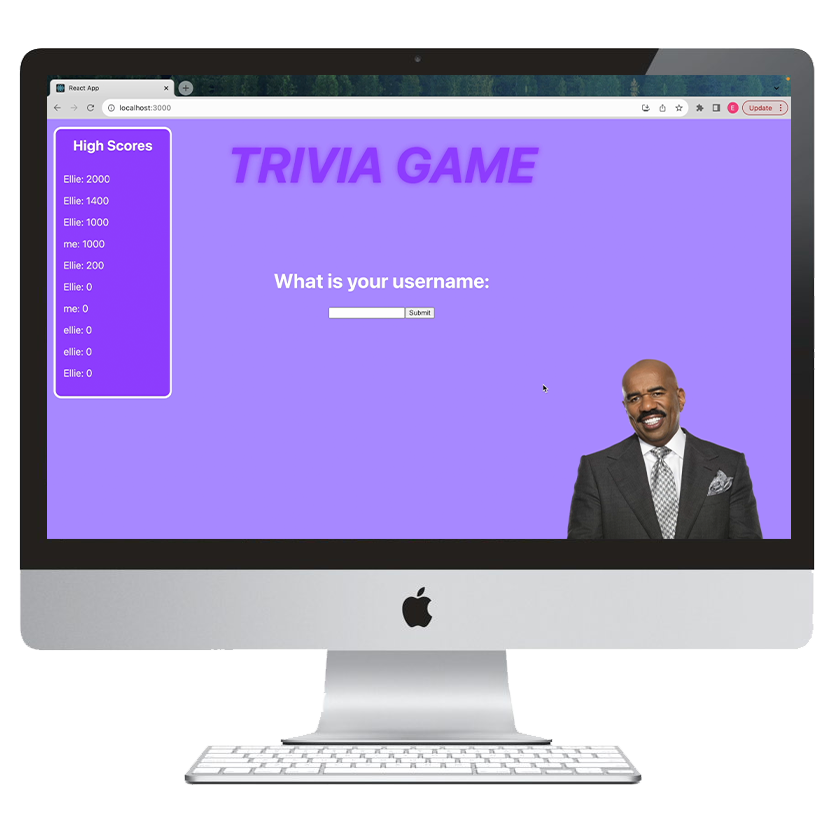 React App
localhost:3000
E
Update
High Scores
Ellie: 2000
Ellie: 1400
Ellie: 1000
me: 1000
Ellie: 200
Ellie: 0
me: 0
ellie: 0
ellie: 0
Ellie: 0
TRIVIA GAME
What is your username:
Submit